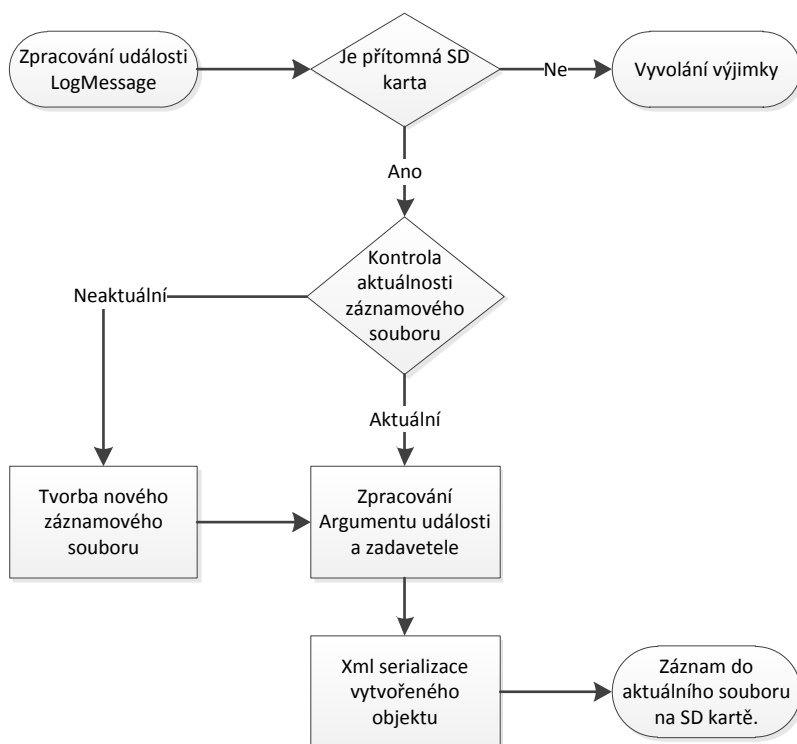 Zpracování události
LogMessage
Je přítomná SD
karta
Ne
Vyvolání výjimky
Ano
Kontrola
aktuálnosti
záznamového
souboru
Neaktuální
Aktuální
Tvorba nového
záznamového
souboru
Zpracování
Argumentu události
a zadavetele
Xml serializace
vytvořeného
objektu
Záznam do
aktuálního souboru
na SD kartě.